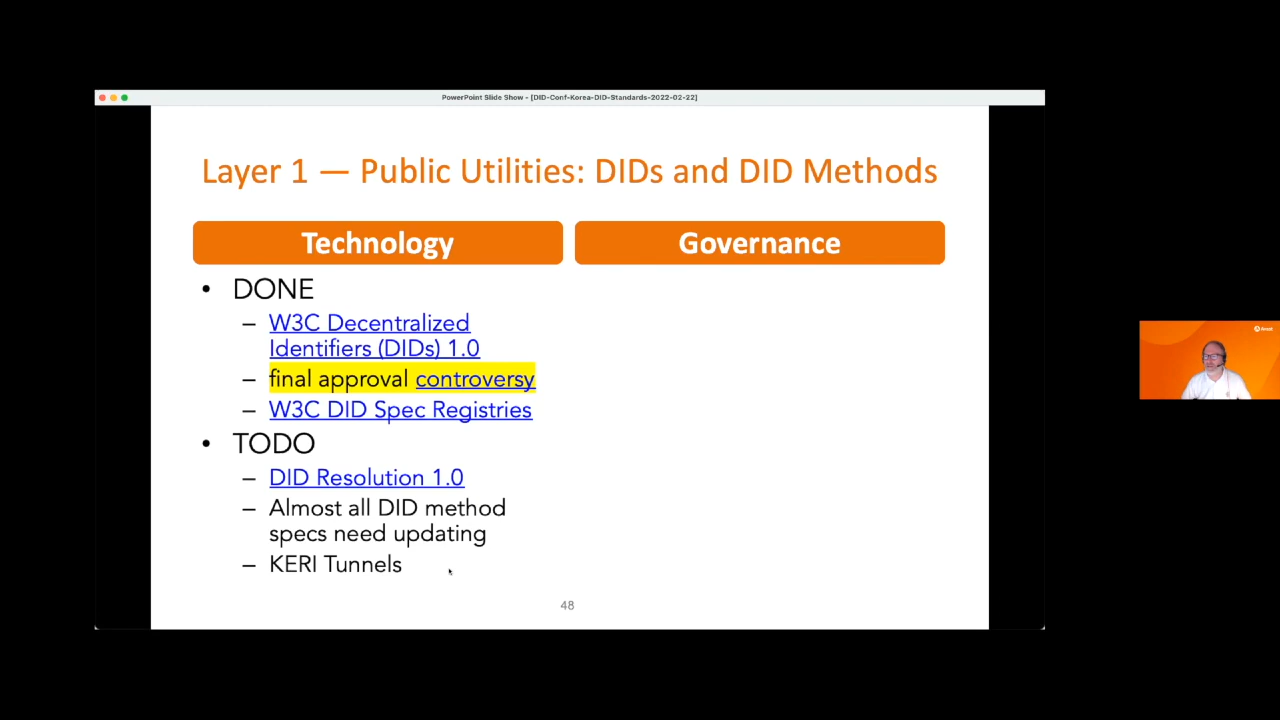 PowerPoint Slide Show - [DID-Conf-Korea-DID-Standards-2022-02-22]
Layer 1 — Public Utilities: DIDs and DID Methods
Technology
Governance
• DONE
– W3C Decentralized
Identifiers (DIDs) 1.0
– final approval controversy
– W3C DID Spec Registries
• TODO
– DID Resolution 1.0
– Almost all DID method
specs need updating
– KERI Tunnels
48